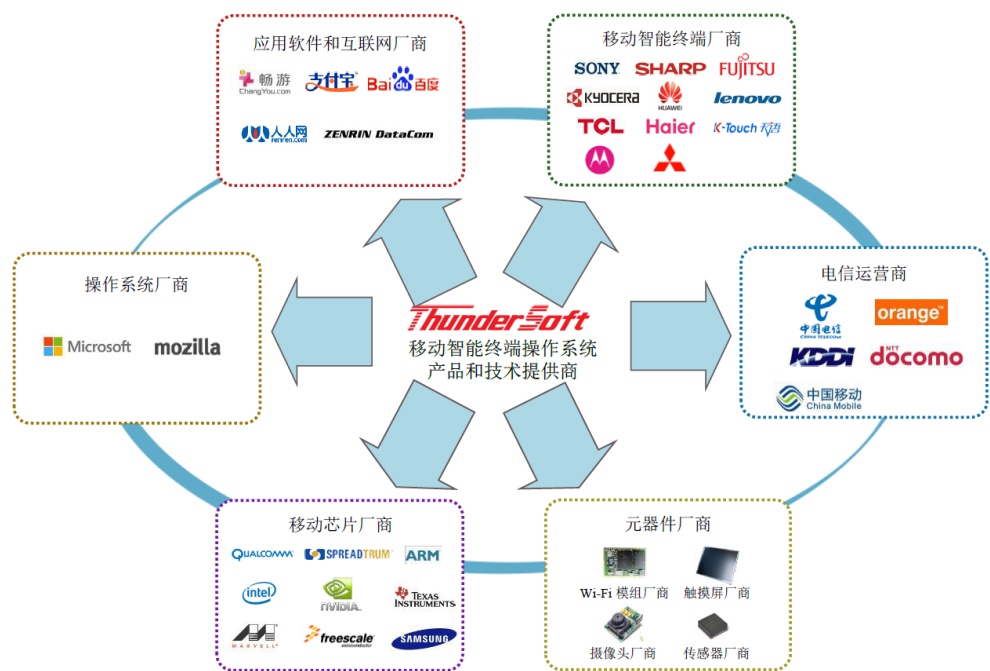 应用软件和互联网厂商
畅游
ChangYou.com
支付宝
Bai du 百度
人人网
renren.com
ZENRIN DataCom
移动智能终端厂商
SONY SHARP FUJITSU
KYOCERA HUAWEI lenovo
TCL Haier K-Touch 天语
操作系统厂商
Microsoft mozilla
ThunderSoft
移动智能终端操作系统
产品和技术提供商
电信运营商
中国电信
CHINA TELECOM
orange™
KDDI
NTT
docomo
中国移动
China Mobile
移动芯片厂商
QUALCOMM SPREADTRUM ARM
intel nVIDIA. TEXAS
INSTRUMENTS
MARVELL® freescale SAMSUNG
semiconductor
元器件厂商
Wi-Fi 模组厂商 触摸屏厂商
摄像头厂商 传感器厂商